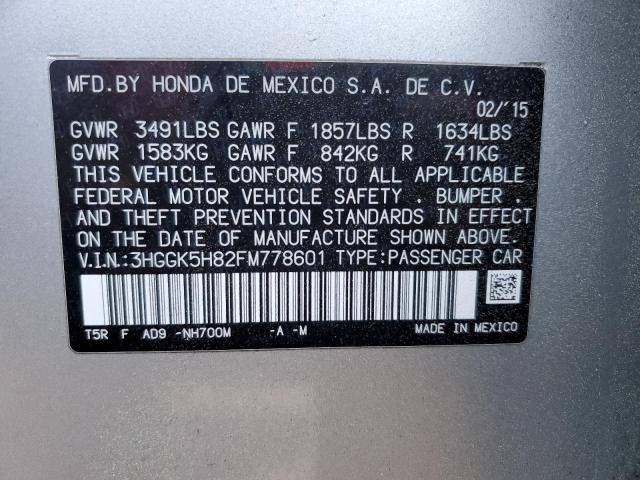 MFD.BY HONDA DE MEXICO S.A. DE C.V.
02/'15
GVWR 3491LBS GAWR F 1857LBS R 1634LBS
GVWR 1583KG GAWR F 842KG R 741KG
THIS VEHICLE CONFORMS TO ALL APPLICABLE
FEDERAL MOTOR VEHICLE SAFETY . BUMPER .
AND THEFT PREVENTION STANDARDS IN EFFECT
ON THE DATE OF MANUFACTURE SHOWN ABOVE.
V.I.N.:3HGGK5H82FM778601 TYPE:PASSENGER CAR
T5R F AD9 -NH700M -A -M MADE IN MEXICO